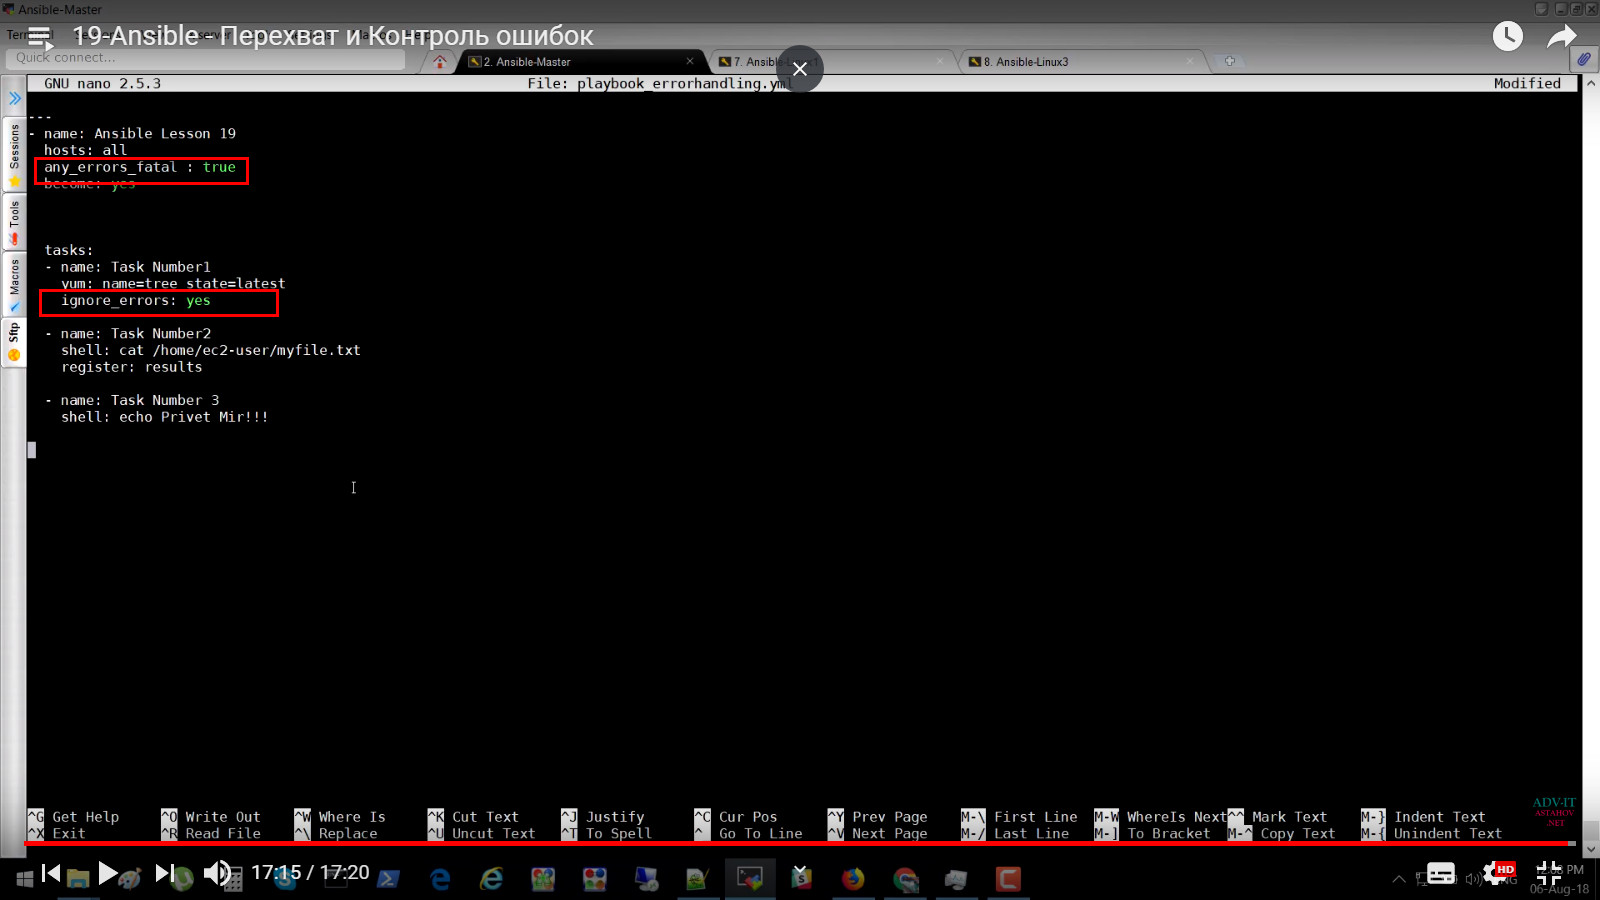 Ansible-Master
19-Ansible - Перехват и Контроль ошибок
Quick connect...
2. Ansible-Master
8. Ansible-Linux3
GNU nano 2.5.3 File: playbook_errorhandling.yml Modified
Sessions
Tools
Macros
Sftp
---
- name: Ansible Lesson 19
hosts: all
any_errors_fatal : true
become: yes
tasks:
- name: Task Number1
yum: name=tree state=latest
ignore_errors: yes
- name: Task Number2
shell: cat /home/ec2-user/myfile.txt
register: results
- name: Task Number 3
shell: echo Privet Mir!!!
^G Get Help ^O Write Out ^W Where Is ^K Cut Text ^J Justify ^C Cur Pos ^Y Prev Page M-\ First Line M-W WhereIs Next ^^ Mark Text M-} Indent Text
^X Exit ^R Read File ^\ Replace ^U Uncut Text ^T To Spell ^_ Go To Line ^V Next Page M-/ Last Line M-] To Bracket M-^ Copy Text M-{ Unindent Text
ADV-IT
ASTAHOV
.NET
17:15 / 17:20
HD
06-Aug-18